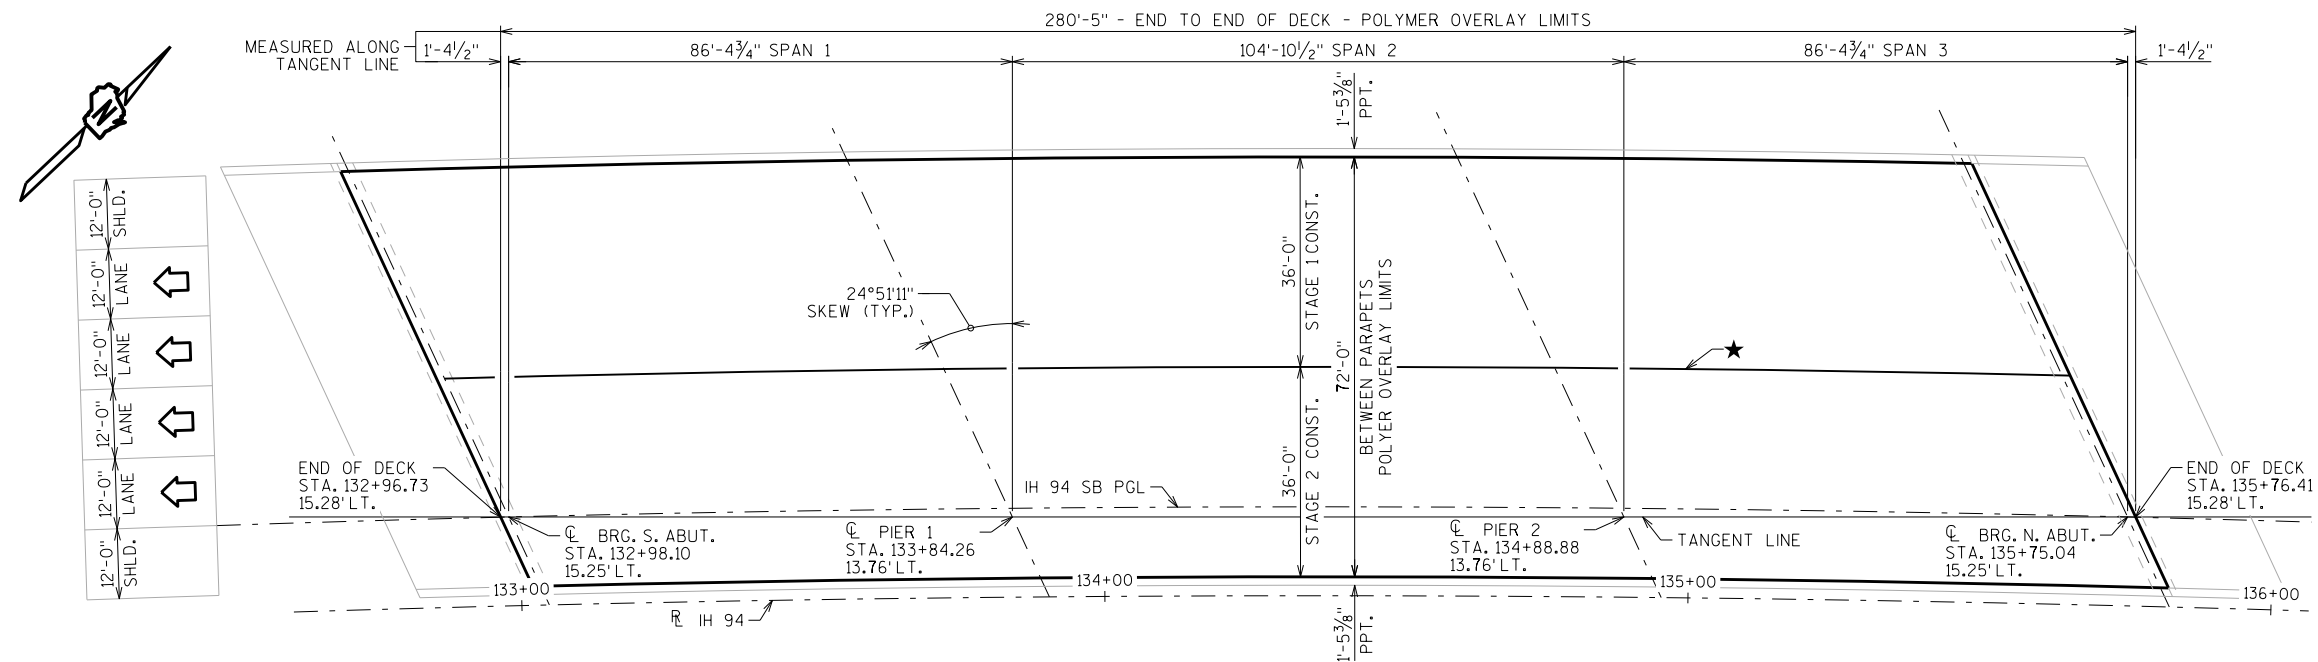 280'-5" - END TO END OF DECK - POLYMER OVERLAY LIMITS
MEASURED ALONG
TANGENT LINE
1'-4½"
86'-4¾" SPAN 1
104'-10½" SPAN 2
86'-4¾" SPAN 3
1'-4½"
1'-5⅜"
PPT.
N
12'-0"
SHLD.
12'-0"
LANE
12'-0"
LANE
12'-0"
LANE
12'-0"
LANE
12'-0"
SHLD.
24°51'11"
SKEW (TYP.)
36'-0"
STAGE 1 CONST.
36'-0"
STAGE 2 CONST.
72'-0"
BETWEEN PARAPETS
POLYER OVERLAY LIMITS
★
END OF DECK
STA. 132+96.73
15.28' LT.
IH 94 SB PGL
END OF DECK
STA. 135+76.41
15.28' LT.
℄ BRG. S. ABUT.
STA. 132+98.10
15.25' LT.
℄ PIER 1
STA. 133+84.26
13.76' LT.
℄ PIER 2
STA. 134+88.88
13.76' LT.
TANGENT LINE
℄ BRG. N. ABUT.
STA. 135+75.04
15.25' LT.
133+00
134+00
135+00
136+00
RL IH 94
1'-5⅜"
PPT.